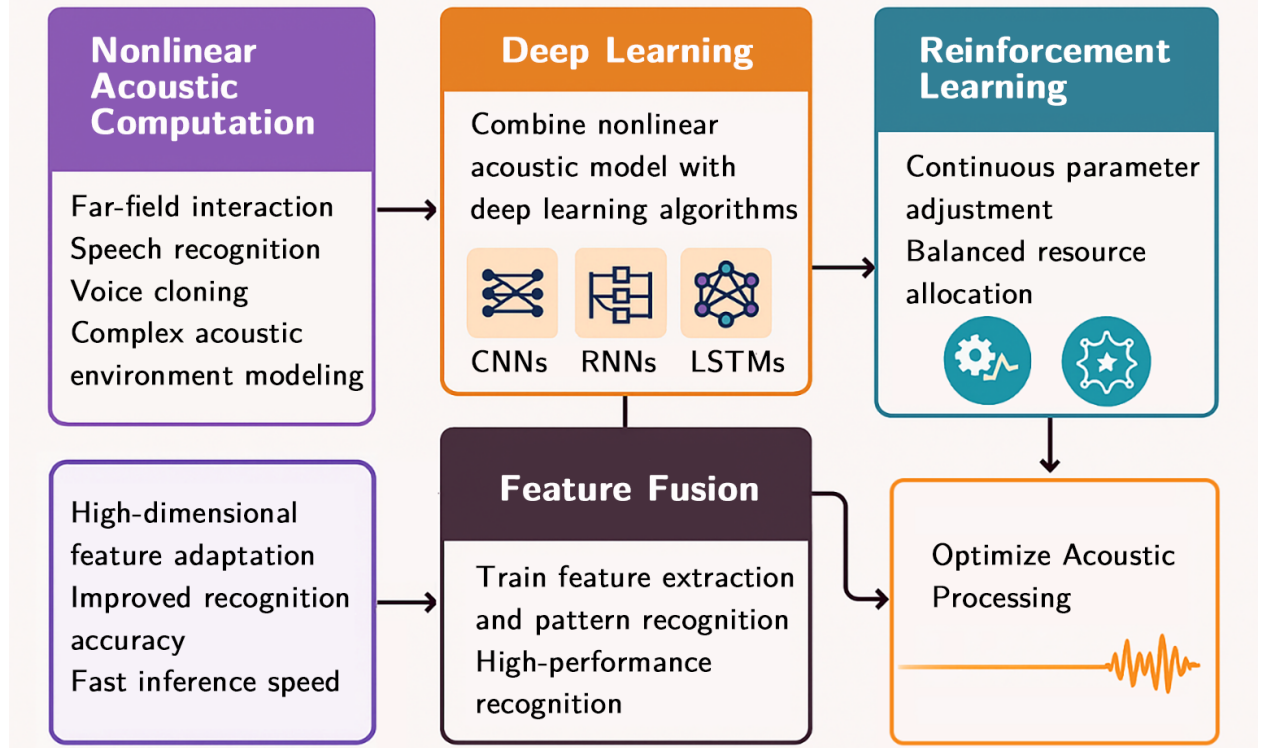 Nonlinear
Acoustic
Computation
Far-field interaction
Speech recognition
Voice cloning
Complex acoustic
environment modeling
Deep Learning
Combine nonlinear
acoustic model with
deep learning algorithms
CNNs
RNNs
LSTMs
Reinforcement
Learning
Continuous parameter
adjustment
Balanced resource
allocation
High-dimensional
feature adaptation
Improved recognition
accuracy
Fast inference speed
Feature Fusion
Train feature extraction
and pattern recognition
High-performance
recognition
Optimize Acoustic
Processing